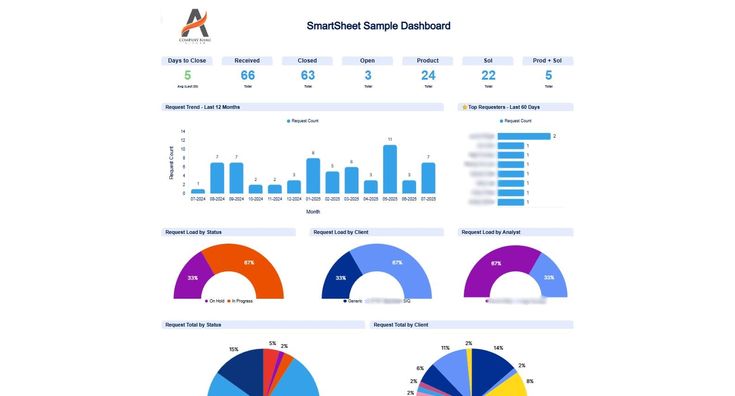 SmartSheet Sample Dashboard
COMPANY NAME
Days to Close
Received
Closed
Open
Product
Sol
Prod + Sol
5
66
63
3
24
22
5
Avg (Last 30)
Total
Total
Total
Total
Total
Total
Request Trend - Last 12 Months
Top Requesters - Last 60 Days
Request Count
Request Count
Request Count
14
12
10
8
6
4
2
0
1
7
7
2
2
3
8
5
6
3
11
3
7
07-2024
08-2024
09-2024
10-2024
11-2024
12-2024
01-2025
02-2025
03-2025
04-2025
05-2025
06-2025
07-2025
Month
2
1
1
1
1
1
1
1
Request Load by Status
Request Load by Client
Request Load by Analyst
33%
67%
On Hold
In Progress
33%
67%
Generic
SIG
67%
33%
Request Total by Status
Request Total by Client
15%
5%
2%
2%
2%
6%
11%
2%
14%
2%
8%